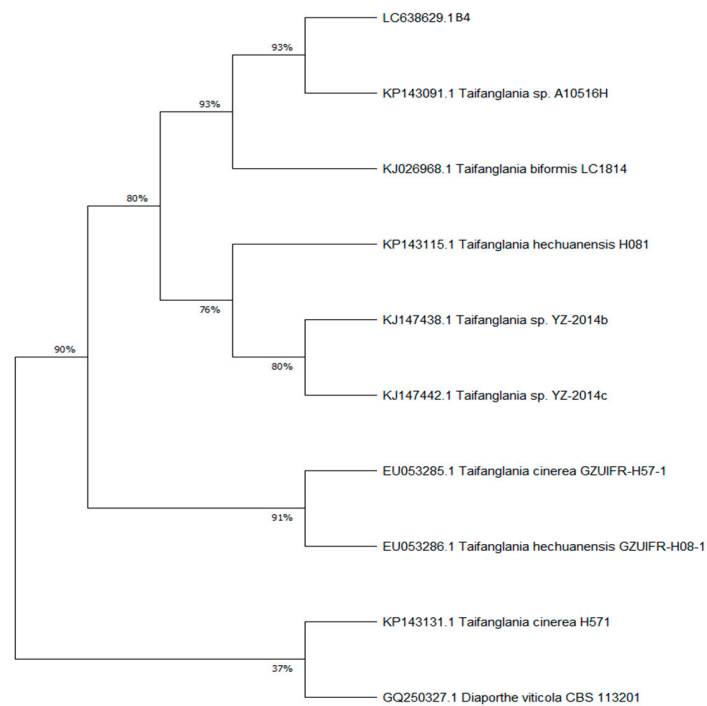 LC638629.1 B4
93%
KP143091.1 Taifanglania sp. A10516H
93%
KJ026968.1 Taifanglania biformis LC1814
80%
KP143115.1 Taifanglania hechuanensis H081
76%
KJ147438.1 Taifanglania sp. YZ-2014b
90%
80%
KJ147442.1 Taifanglania sp. YZ-2014c
EU053285.1 Taifanglania cinerea GZUIFR-H57-1
91%
EU053286.1 Taifanglania hechuanensis GZUIFR-H08-1
KP143131.1 Taifanglania cinerea H571
37%
GQ250327.1 Diaporthe viticola CBS 113201